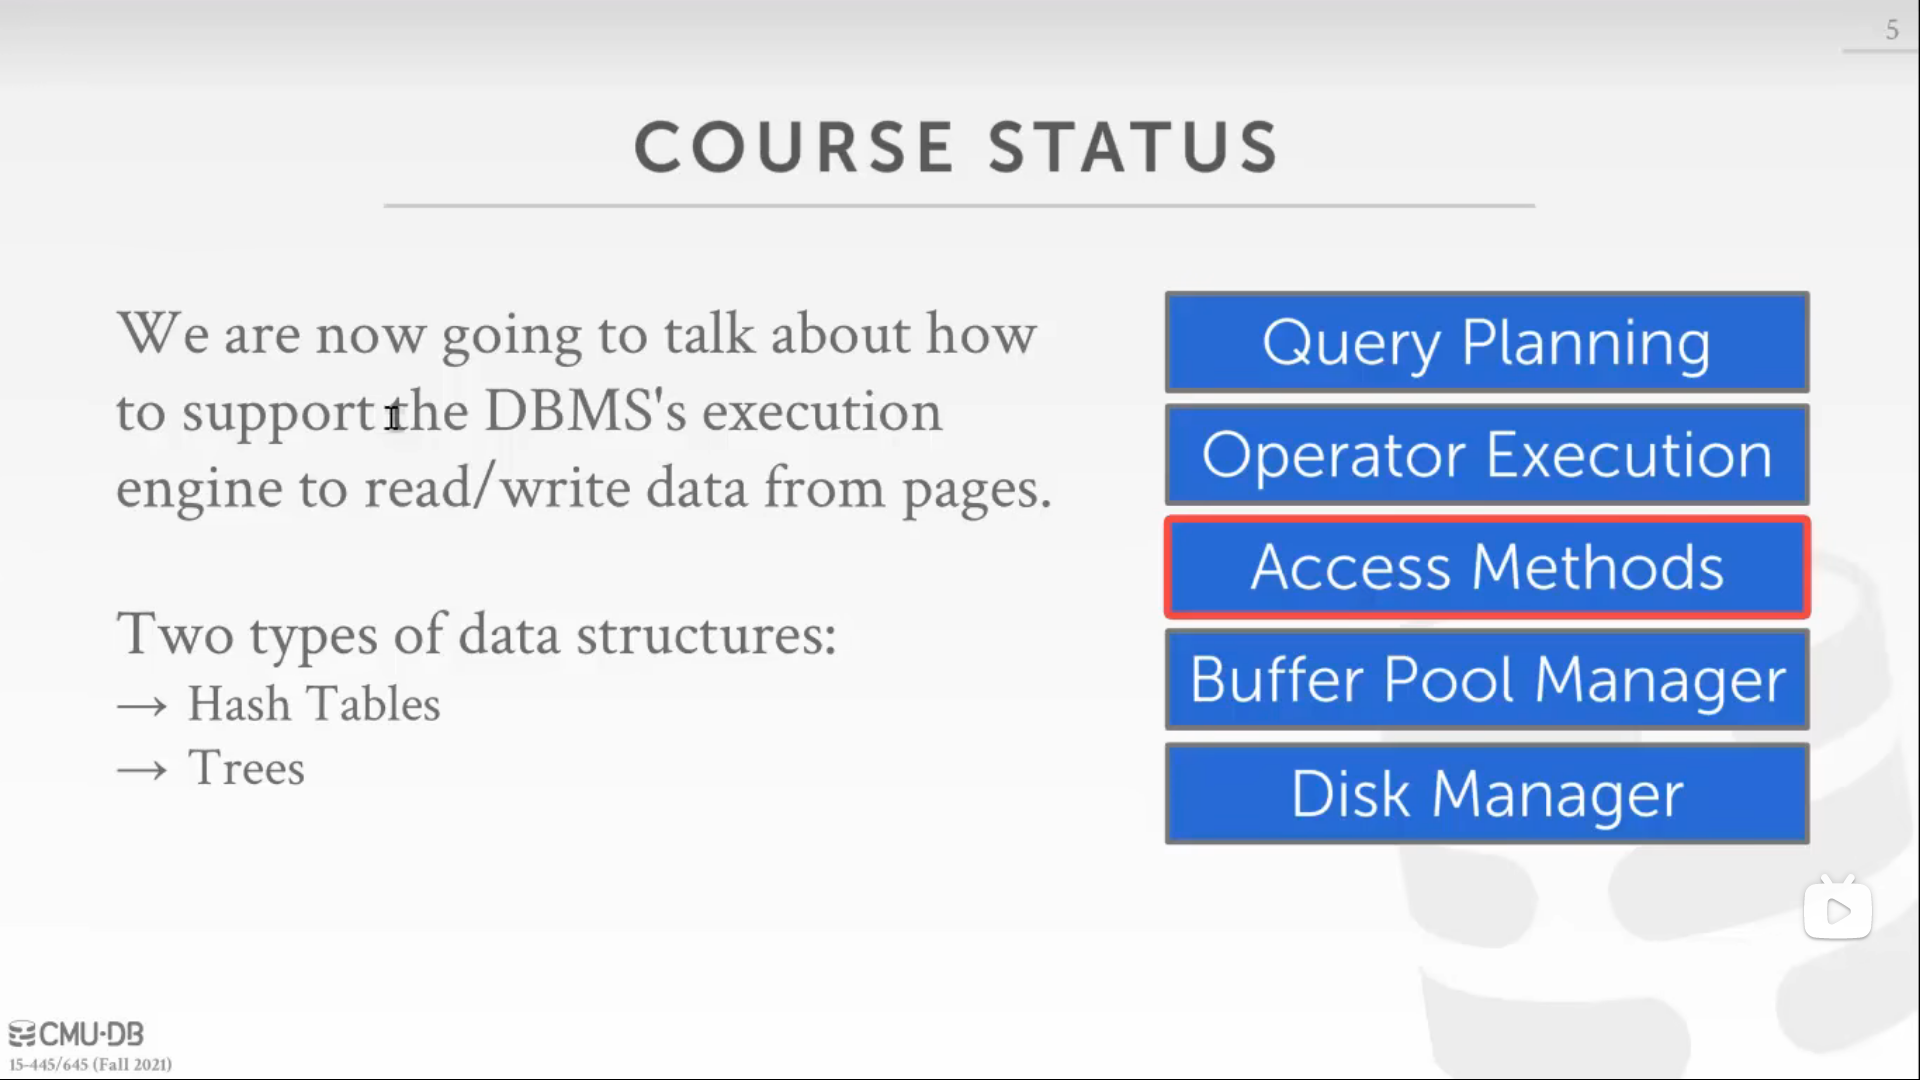 5
COURSE STATUS
We are now going to talk about how
to support the DBMS's execution
engine to read/write data from pages.
Two types of data structures:
→ Hash Tables
→ Trees
Query Planning
Operator Execution
Access Methods
Buffer Pool Manager
Disk Manager
CMU·DB
15-445/645 (Fall 2021)